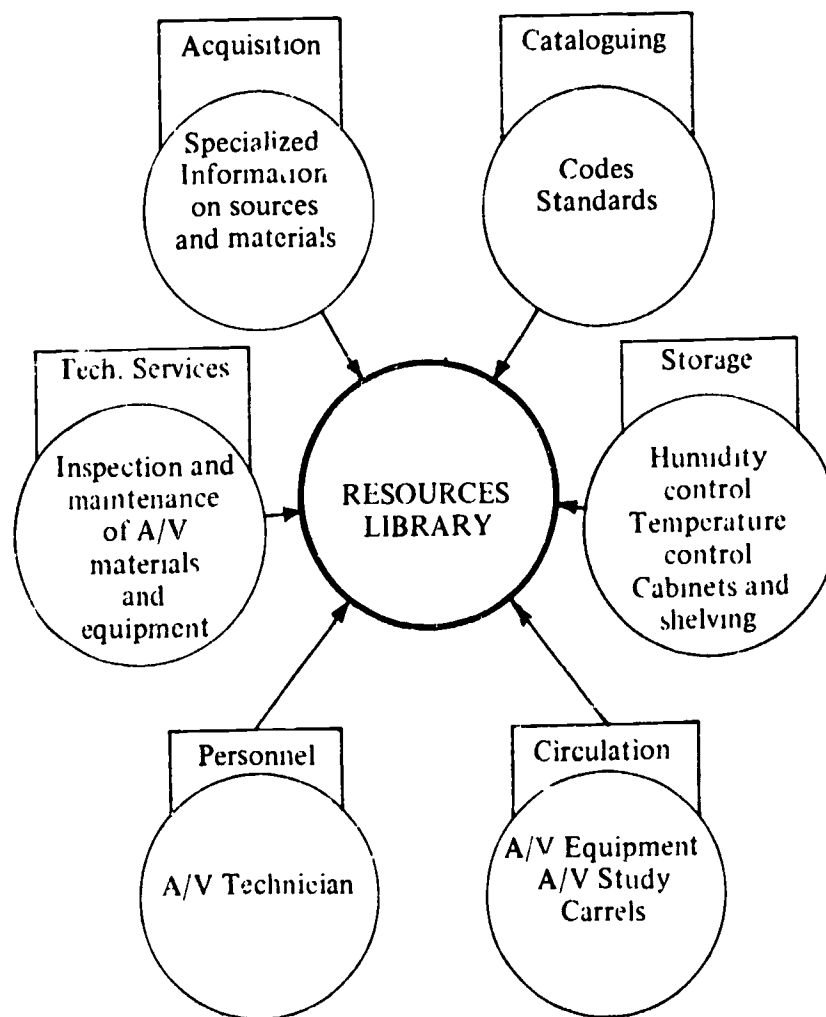 Acquisition
Specialized
Information
on sources
and materials
Cataloguing
Codes
Standards
Tech. Services
Inspection and
maintenance
of A/V
materials
and
equipment
RESOURCES
LIBRARY
Storage
Humidity
control
Temperature
control
Cabinets and
shelving
Personnel
A/V Technician
Circulation
A/V Equipment
A/V Study
Carrels